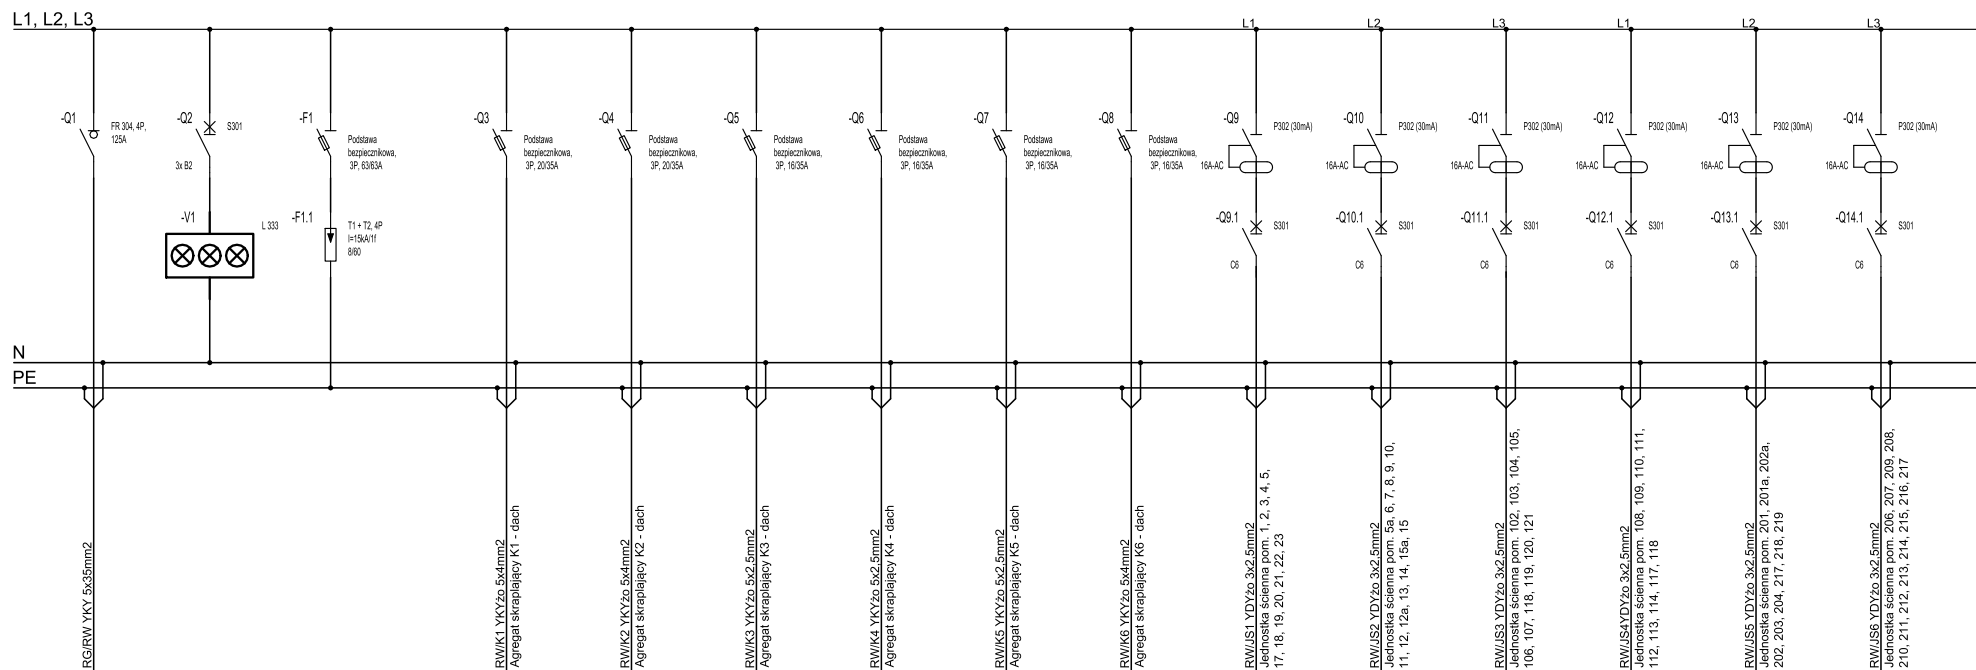 L1, L2, L3
L1
L2
L3
L1
L2
L3
-Q1
FR 304, 4P,
125A
-Q2
S301
3x B2
-V1
L 333
-F1
Podstawa
bezpiecznikowa,
3P, 63/63A
-F1.1
T1 + T2, 4P
I=15kA/1f
8/60
-Q3
Podstawa
bezpiecznikowa,
3P, 20/35A
-Q4
Podstawa
bezpiecznikowa,
3P, 20/35A
-Q5
Podstawa
bezpiecznikowa,
3P, 16/35A
-Q6
Podstawa
bezpiecznikowa,
3P, 16/35A
-Q7
Podstawa
bezpiecznikowa,
3P, 16/35A
-Q8
Podstawa
bezpiecznikowa,
3P, 16/35A
-Q9
P302 (30mA)
16A-AC
-Q9.1
S301
C6
-Q10
P302 (30mA)
16A-AC
-Q10.1
S301
C6
-Q11
P302 (30mA)
16A-AC
-Q11.1
S301
C6
-Q12
P302 (30mA)
16A-AC
-Q12.1
S301
C6
-Q13
P302 (30mA)
16A-AC
-Q13.1
S301
C6
-Q14
P302 (30mA)
16A-AC
-Q14.1
S301
C6
N
PE
RG/RW YKY 5x35mm2
RW/K1 YKYżo 5x4mm2
Agregat skraplający K1 - dach
RW/K2 YKYżo 5x4mm2
Agregat skraplający K2 - dach
RW/K3 YKYżo 5x2,5mm2
Agregat skraplający K3 - dach
RW/K4 YKYżo 5x2,5mm2
Agregat skraplający K4 - dach
RW/K5 YKYżo 5x2,5mm2
Agregat skraplający K5 - dach
RW/K6 YKYżo 5x4mm2
Agregat skraplający K6 - dach
RW/JS1 YDYżo 3x2,5mm2
Jednostka ścienna pom. 1, 2, 3, 4, 5,
17, 18, 19, 20, 21, 22, 23
RW/JS2 YDYżo 3x2,5mm2
Jednostka ścienna pom. 5a, 6, 7, 8, 9, 10,
11, 12, 12a, 13, 14, 15a, 15
RW/JS3 YDYżo 3x2,5mm2
Jednostka ścienna pom. 102, 103, 104, 105,
106, 107, 118, 119, 120, 121
RW/JS4YDYżo 3x2,5mm2
Jednostka ścienna pom. 108, 109, 110, 111,
112, 113, 114, 117, 118
RW/JS5 YDYżo 3x2,5mm2
Jednostka ścienna pom. 201, 201a, 202a,
202, 203, 204, 217, 218, 219
RW/JS6 YDYżo 3x2,5mm2
Jednostka ścienna pom. 206, 207, 209, 208,
210, 211, 212, 213, 214, 215, 216, 217